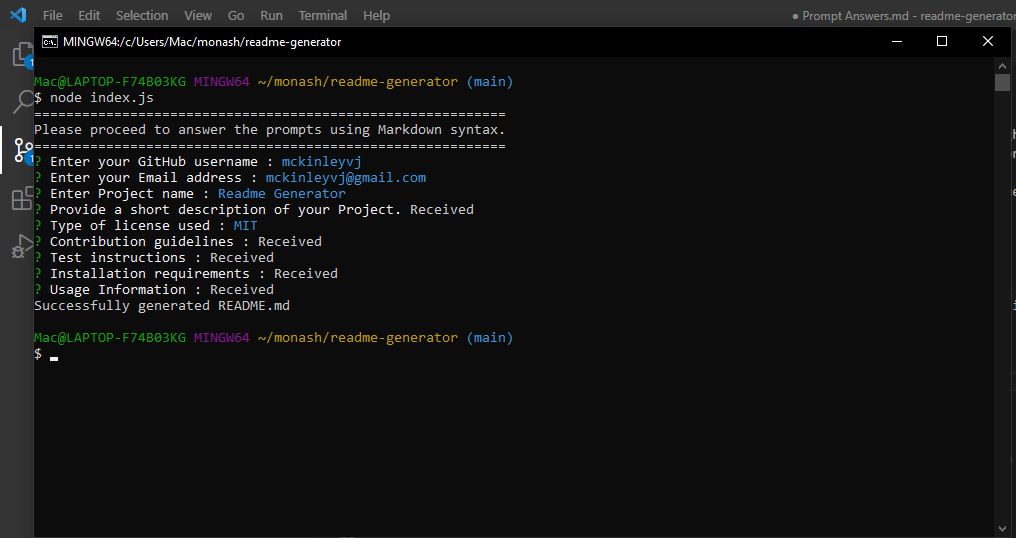 File Edit Selection View Go Run Terminal Help
● Prompt Answers.md - readme-generator
MINGW64:/c/Users/Mac/monash/readme-generator
Mac@LAPTOP-F74B03KG MINGW64 ~/monash/readme-generator (main)
$ node index.js
===========================================================
Please proceed to answer the prompts using Markdown syntax.
===========================================================
? Enter your GitHub username : mckinleyvj
? Enter your Email address : mckinleyvj@gmail.com
? Enter Project name : Readme Generator
? Provide a short description of your Project. Received
? Type of license used : MIT
? Contribution guidelines : Received
? Test instructions : Received
? Installation requirements : Received
? Usage Information : Received
Successfully generated README.md
Mac@LAPTOP-F74B03KG MINGW64 ~/monash/readme-generator (main)
$